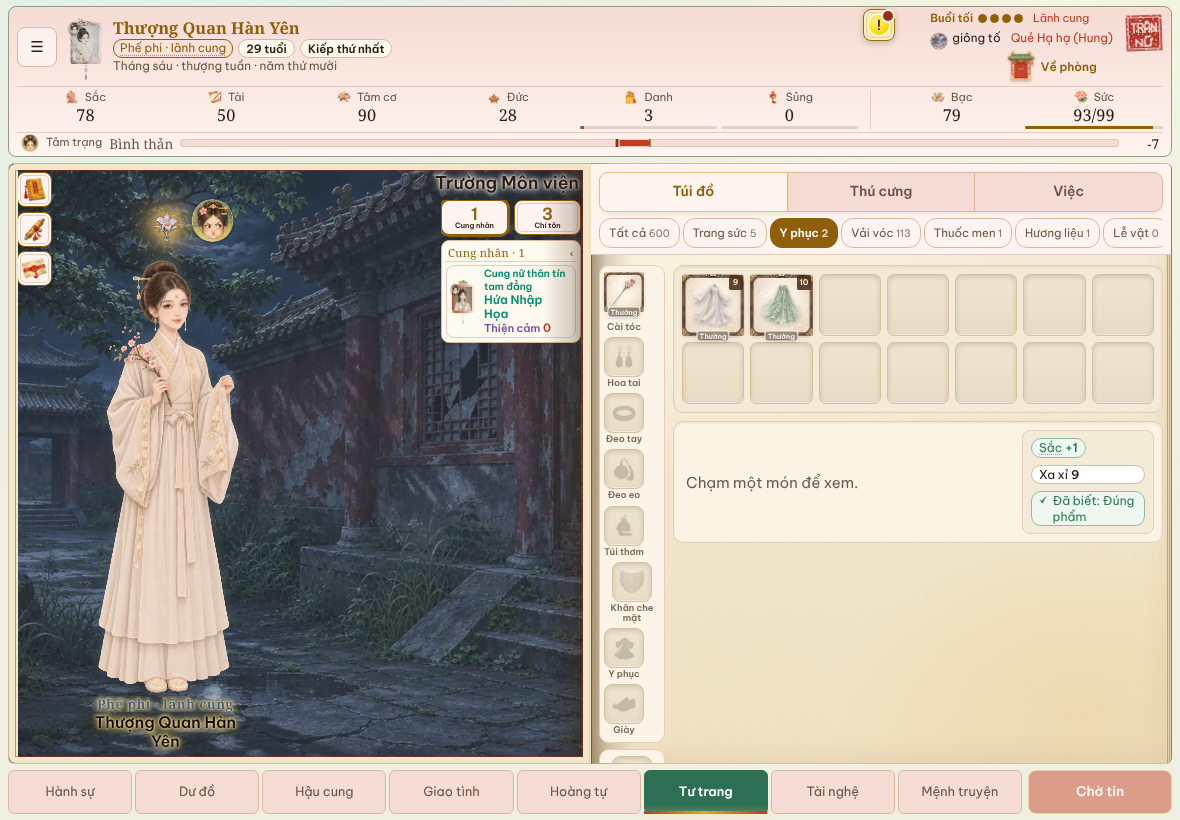 ☰
Thượng Quan Hàn Yên
Phế phi · lãnh cung 29 tuổi Kiếp thứ nhất
Tháng sáu · thượng tuần · năm thứ mười
!
Buổi tối Lãnh cung
giông tố Quẻ Hạ hạ (Hung)
Về phòng
Sắc
78
Tài
50
Tâm cơ
90
Đức
28
Danh
3
Sủng
0
Bạc
79
Sức
93/99
Tâm trạng Bình thản -7
Trường Môn viện
1
Cung nhân
3
Chí tôn
Cung nhân · 1 ‹
Cung nữ thân tín
tam đẳng
Hứa Nhập
Họa
Thiện cảm 0
Phế phi · lãnh cung
Thượng Quan Hàn
Yên
Túi đồ Thú cưng Việc
Tất cả 600 Trang sức 5 Y phục 2 Vải vóc 113 Thuốc men 1 Hương liệu 1 Lễ vật 0
Thường
Cài tóc
Hoa tai
Đeo tay
Đeo eo
Túi thơm
Khăn che
mặt
Y phục
Giày
9
Thường
10
Thường
Chạm một món để xem.
Sắc +1
Xa xỉ 9
✓ Đã biết: Đúng
phẩm
Hành sự Dư đồ Hậu cung Giao tình Hoàng tự Tư trang Tài nghệ Mệnh truyện Chờ tin